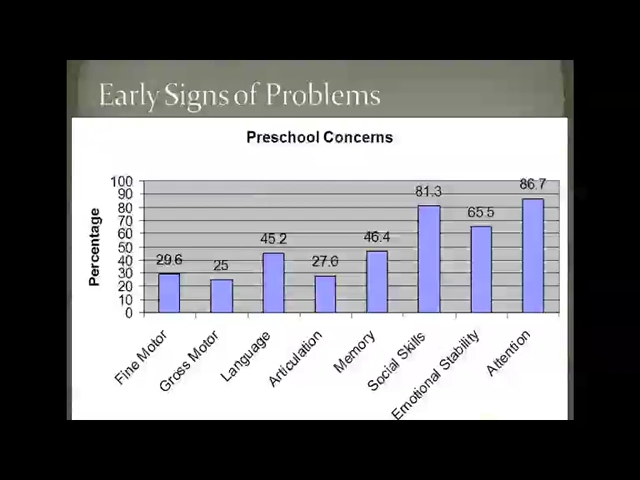 Early Signs of Problems
Preschool Concerns
Percentage
100
90
80
70
60
50
40
30
20
10
0
29.6
25
45.2
27.6
46.4
81.3
65.5
86.7
Fine Motor
Gross Motor
Language
Articulation
Memory
Social Skills
Emotional Stability
Attention